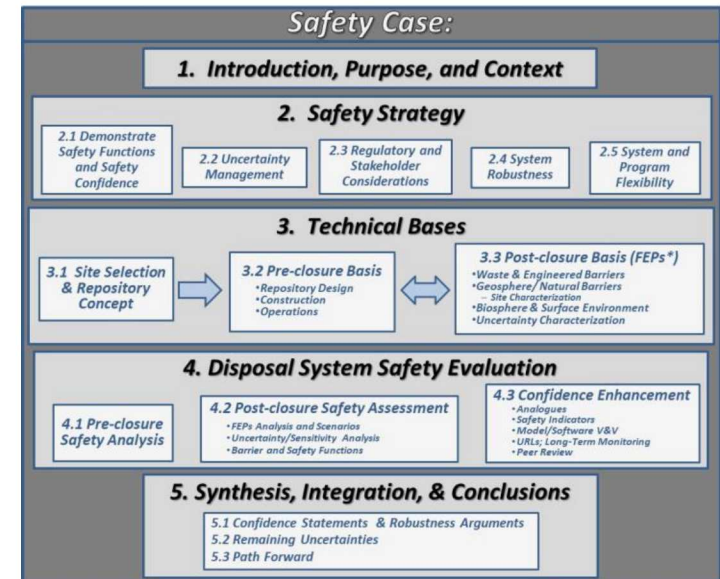 Safety Case:
1. Introduction, Purpose, and Context
2. Safety Strategy
2.1 Demonstrate
Safety Functions
and Safety
Confidence
2.2 Uncertainty
Management
2.3 Regulatory and
Stakeholder
Considerations
2.4 System
Robustness
2.5 System and
Program
Flexibility
3. Technical Bases
3.1 Site Selection
& Repository
Concept
3.2 Pre-closure Basis
•Repository Design
•Construction
•Operations
3.3 Post-closure Basis (FEPs*)
•Waste & Engineered Barriers
•Geosphere/ Natural Barriers
– Site Characterization
•Biosphere & Surface Environment
•Uncertainty Characterization
4. Disposal System Safety Evaluation
4.1 Pre-closure
Safety Analysis
4.2 Post-closure Safety Assessment
•FEPs Analysis and Scenarios
•Uncertainty/Sensitivity Analysis
•Barrier and Safety Functions
4.3 Confidence Enhancement
•Analogues
•Safety Indicators
•Model/Software V&V
•URLs; Long-Term Monitoring
•Peer Review
5. Synthesis, Integration, & Conclusions
5.1 Confidence Statements & Robustness Arguments
5.2 Remaining Uncertainties
5.3 Path Forward